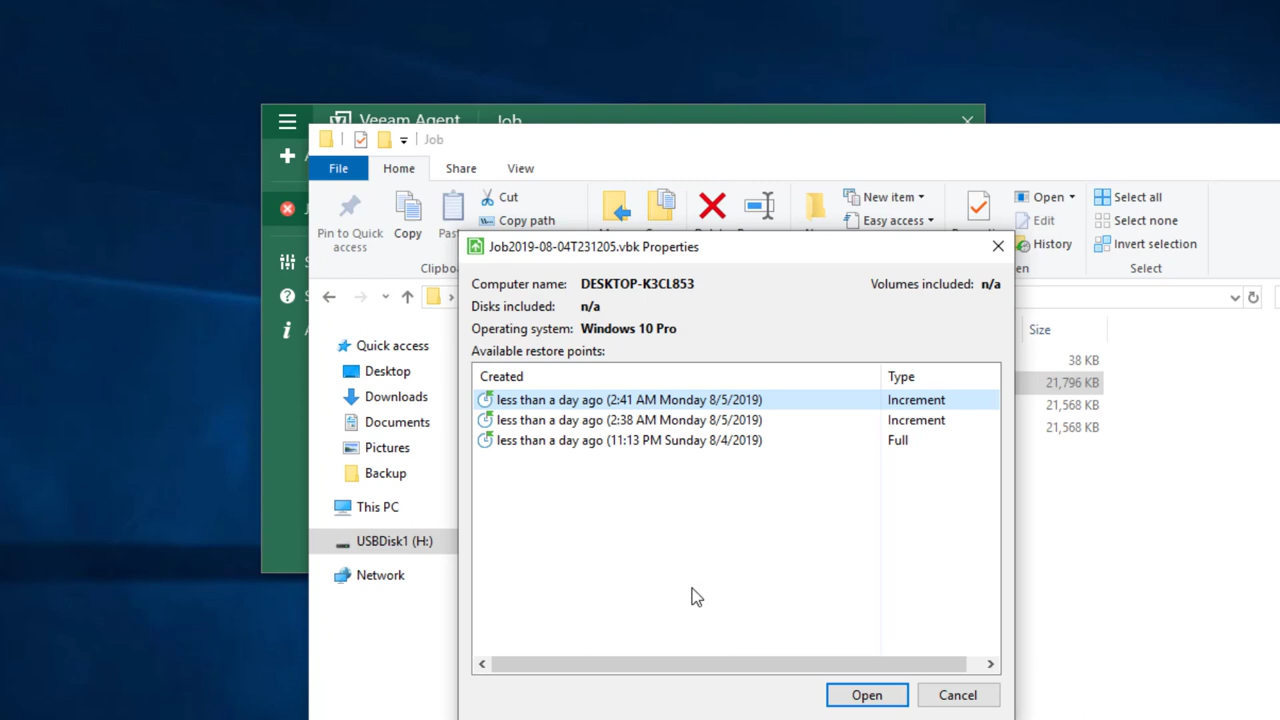 Veeam Agent Job
Job
File Home Share View
Pin to Quick access
Copy
Cut
Copy path
New item
Easy access
Open
Edit
History
Select all
Select none
Invert selection
Select
Job2019-08-04T231205.vbk Properties
Computer name: DESKTOP-K3CL853 Volumes included: n/a
Disks included: n/a
Operating system: Windows 10 Pro
Available restore points:
Created Type
less than a day ago (2:41 AM Monday 8/5/2019) Increment
less than a day ago (2:38 AM Monday 8/5/2019) Increment
less than a day ago (11:13 PM Sunday 8/4/2019) Full
Open Cancel
Quick access
Desktop
Downloads
Documents
Pictures
Backup
This PC
USBDisk1 (H:)
Network
Size
38 KB
21,796 KB
21,568 KB
21,568 KB